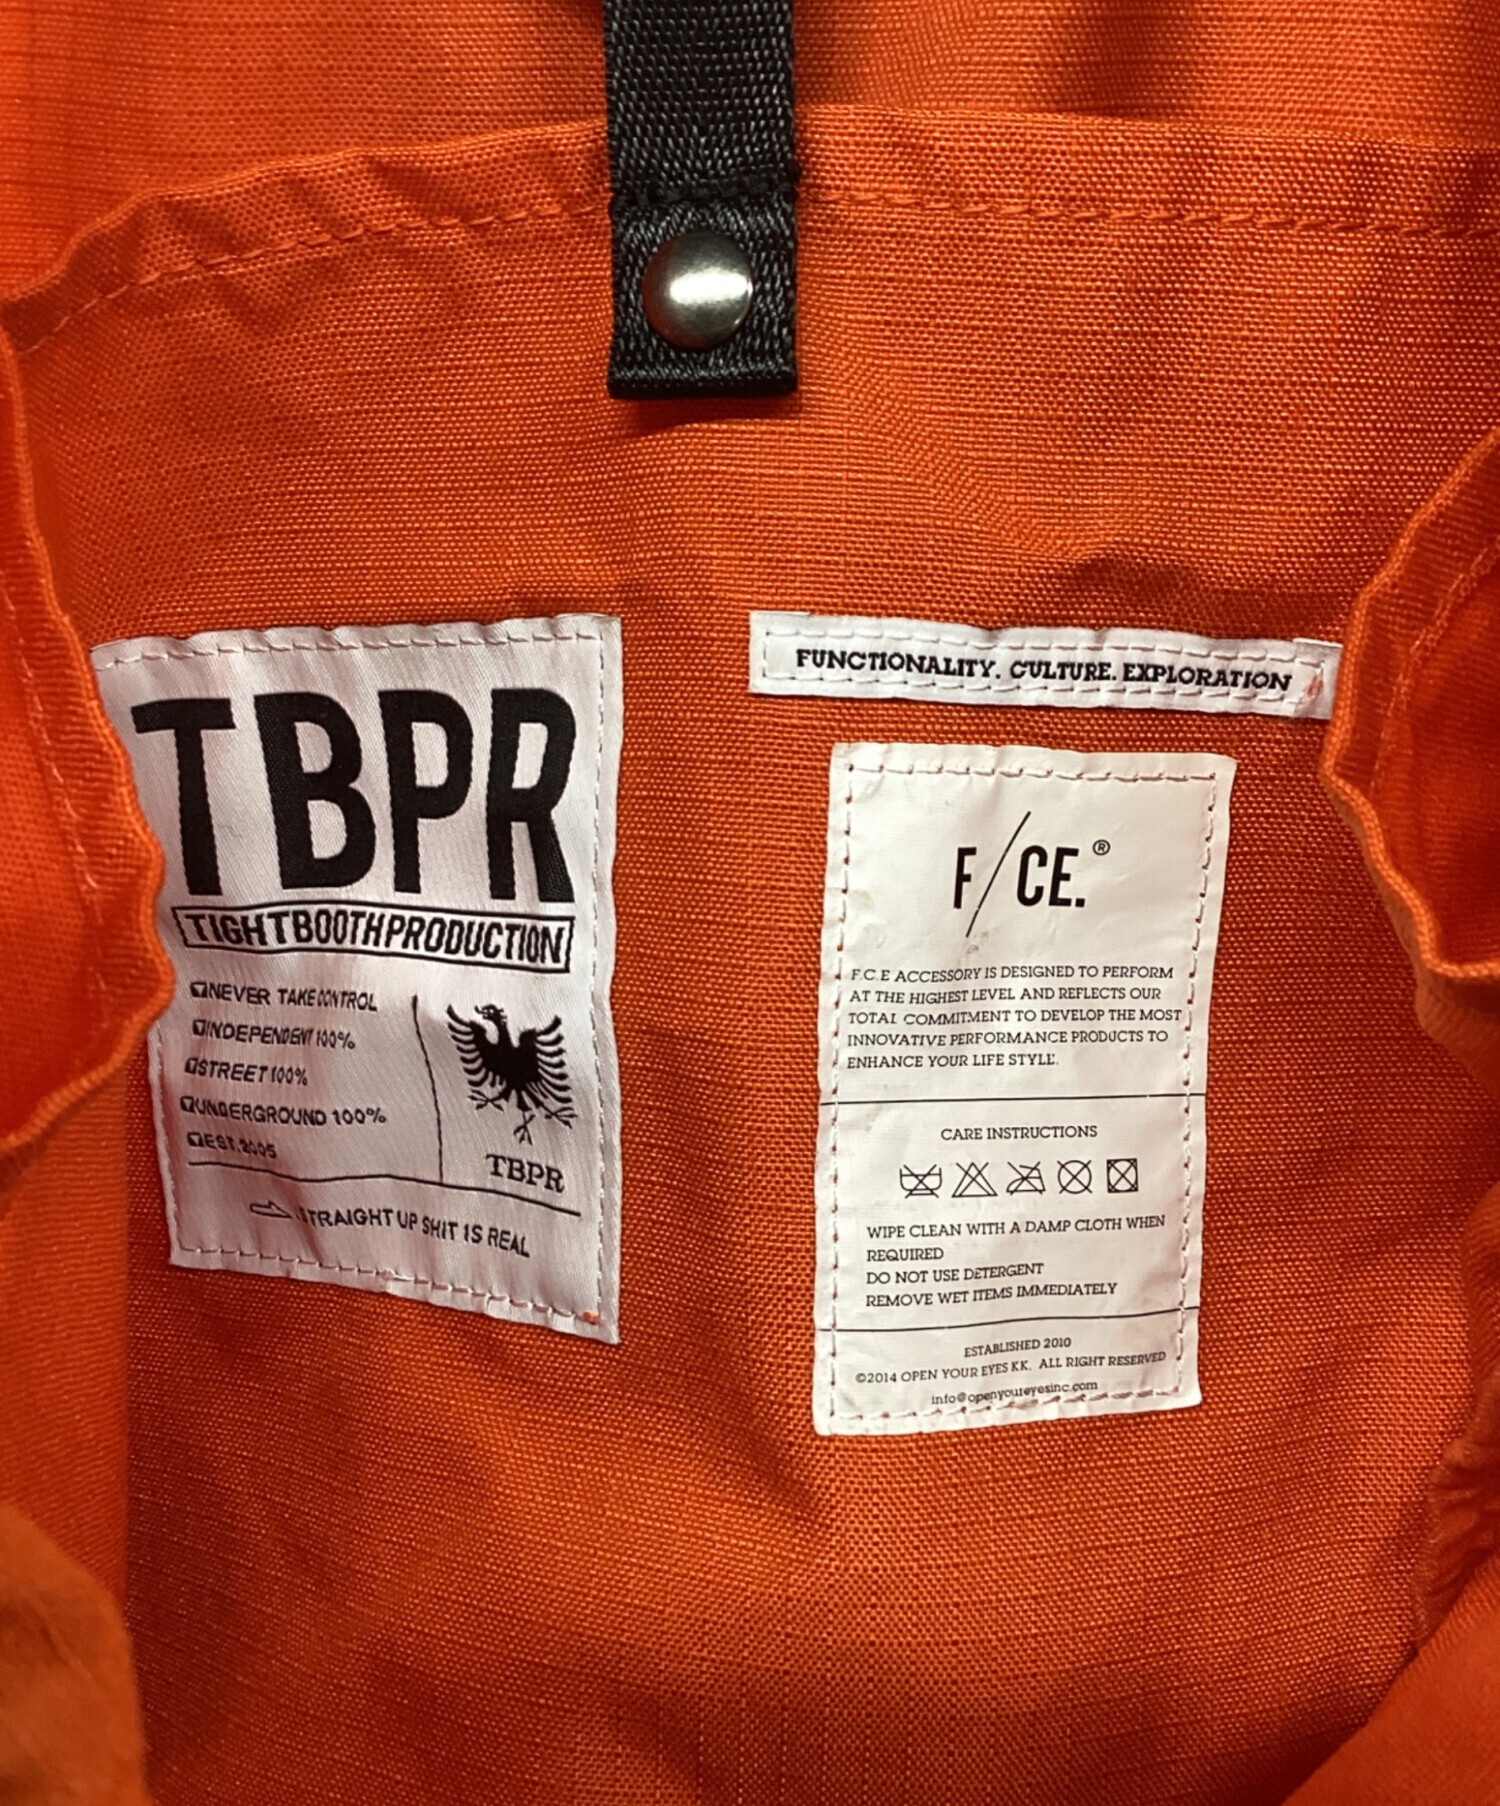 TBPR
TIGHTBOOTHPRODUCTION
NEVER TAKE CONTROL
INDEPENDENT 100%
STREET 100%
UNDERGROUND 100%
EST.2005
TBPR
STRAIGHT UP SHIT IS REAL
FUNCTIONALITY. CULTURE. EXPLORATION
F/CE.®
F.C.E ACCESSORY IS DESIGNED TO PERFORM
AT THE HIGHEST LEVEL AND REFLECTS OUR
TOTAL COMMITMENT TO DEVELOP THE MOST
INNOVATIVE PERFORMANCE PRODUCTS TO
ENHANCE YOUR LIFE STYLE.
CARE INSTRUCTIONS
WIPE CLEAN WITH A DAMP CLOTH WHEN
REQUIRED
DO NOT USE DETERGENT
REMOVE WET ITEMS IMMEDIATELY
ESTABLISHED 2010
©2014 OPEN YOUR EYES KK. ALL RIGHT RESERVED
info@openyoureyesinc.com